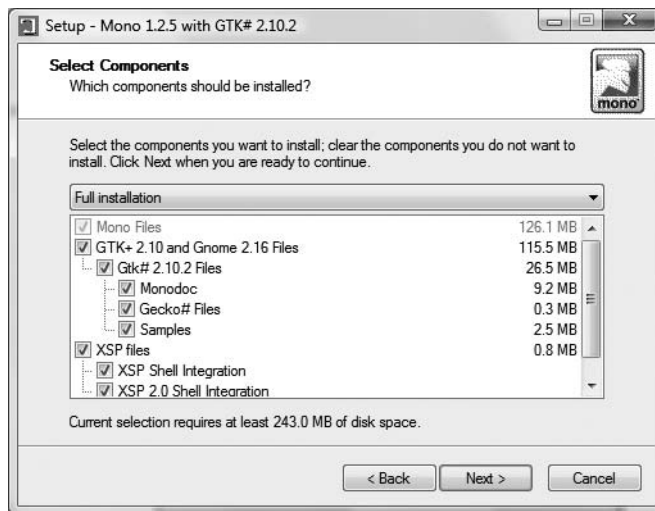 Setup - Mono 1.2.5 with GTK# 2.10.2
Select Components
Which components should be installed?
mono
Select the components you want to install; clear the components you do not want to
install. Click Next when you are ready to continue.
Full installation
Mono Files 126.1 MB
GTK+ 2.10 and Gnome 2.16 Files 115.5 MB
Gtk# 2.10.2 Files 26.5 MB
Monodoc 9.2 MB
Gecko# Files 0.3 MB
Samples 2.5 MB
XSP files 0.8 MB
XSP Shell Integration
XSP 2.0 Shell Integration
Current selection requires at least 243.0 MB of disk space.
< Back Next > Cancel